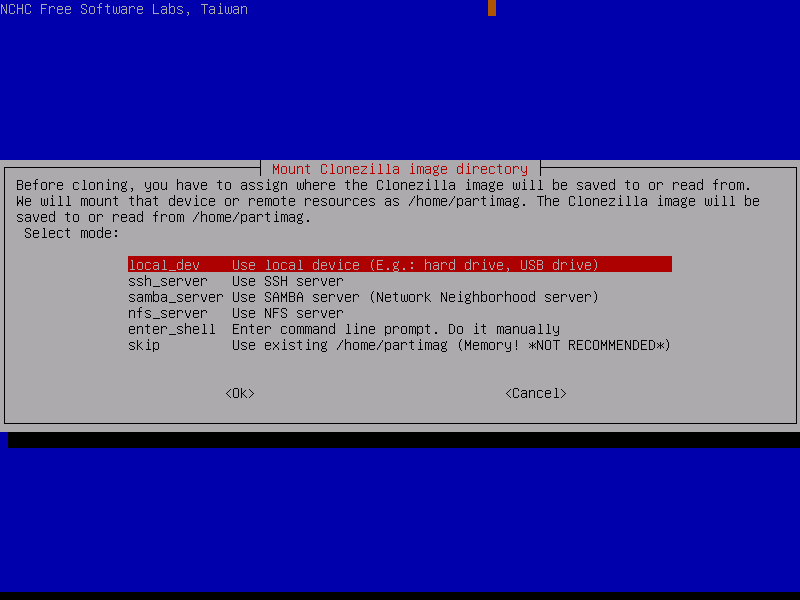 NCHC Free Software Labs, Taiwan
Mount Clonezilla image directory
Before cloning, you have to assign where the Clonezilla image will be saved to or read from.
We will mount that device or remote resources as /home/partimag. The Clonezilla image will be
saved to or read from /home/partimag.
Select mode:
local_dev Use local device (E.g.: hard drive, USB drive)
ssh_server Use SSH server
samba_server Use SAMBA server (Network Neighborhood server)
nfs_server Use NFS server
enter_shell Enter command line prompt. Do it manually
skip Use existing /home/partimag (Memory! *NOT RECOMMENDED*)
<Ok> <Cancel>